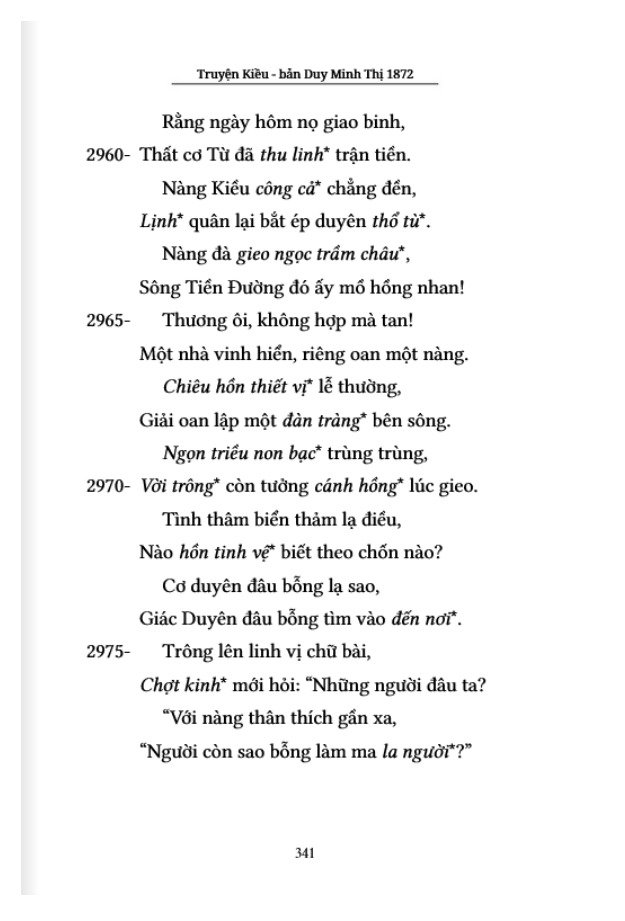 Truyện Kiều - bản Duy Minh Thị 1872
Rằng ngày hôm nọ giao binh,
2960- Thất cơ Từ đã thu linh* trận tiền.
Nàng Kiều công cả* chẳng đền,
Lịnh* quân lại bắt ép duyên thổ tù*.
Nàng đà gieo ngọc trầm châu*,
Sông Tiền Đường đó ấy mồ hồng nhan!
2965- Thương ôi, không hợp mà tan!
Một nhà vinh hiển, riêng oan một nàng.
Chiêu hồn thiết vị* lễ thường,
Giải oan lập một đàn tràng* bên sông.
Ngọn triều non bạc* trùng trùng,
2970- Vời trông* còn tưởng cánh hồng* lúc gieo.
Tình thâm biển thảm lạ điều,
Nào hồn tinh vệ* biết theo chốn nào?
Cơ duyên đâu bỗng lạ sao,
Giác Duyên đâu bỗng tìm vào đến nơi*.
2975- Trông lên linh vị chữ bài,
Chợt kinh* mới hỏi: “Những người đâu ta?
“Với nàng thân thích gần xa,
“Người còn sao bỗng làm ma la người*?”
341